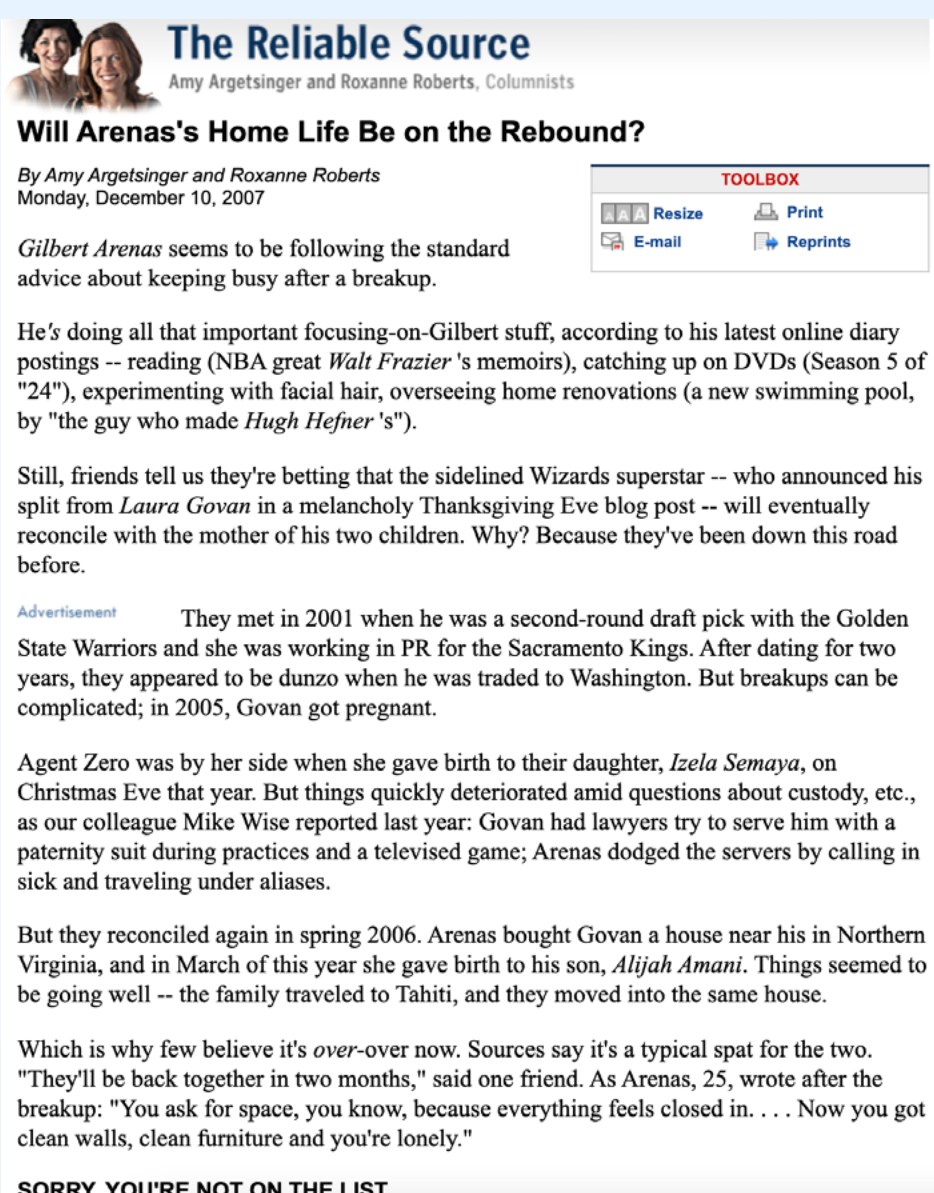 The Reliable Source
Amy Argetsinger and Roxanne Roberts, Columnists
Will Arenas's Home Life Be on the Rebound?
By Amy Argetsinger and Roxanne Roberts
Monday, December 10, 2007
TOOLBOX
AAA Resize
Print
E-mail
Reprints
Gilbert Arenas seems to be following the standard
advice about keeping busy after a breakup.
He's doing all that important focusing-on-Gilbert stuff, according to his latest online diary
postings -- reading (NBA great Walt Frazier 's memoirs), catching up on DVDs (Season 5 of
"24"), experimenting with facial hair, overseeing home renovations (a new swimming pool,
by "the guy who made Hugh Hefner 's").
Still, friends tell us they're betting that the sidelined Wizards superstar -- who announced his
split from Laura Govan in a melancholy Thanksgiving Eve blog post -- will eventually
reconcile with the mother of his two children. Why? Because they've been down this road
before.
Advertisement
They met in 2001 when he was a second-round draft pick with the Golden
State Warriors and she was working in PR for the Sacramento Kings. After dating for two
years, they appeared to be dunzo when he was traded to Washington. But breakups can be
complicated; in 2005, Govan got pregnant.
Agent Zero was by her side when she gave birth to their daughter, Izela Semaya, on
Christmas Eve that year. But things quickly deteriorated amid questions about custody, etc.,
as our colleague Mike Wise reported last year: Govan had lawyers try to serve him with a
paternity suit during practices and a televised game; Arenas dodged the servers by calling in
sick and traveling under aliases.
But they reconciled again in spring 2006. Arenas bought Govan a house near his in Northern
Virginia, and in March of this year she gave birth to his son, Alijah Amani. Things seemed to
be going well -- the family traveled to Tahiti, and they moved into the same house.
Which is why few believe it's over-over now. Sources say it's a typical spat for the two.
"They'll be back together in two months," said one friend. As Arenas, 25, wrote after the
breakup: "You ask for space, you know, because everything feels closed in. . . . Now you got
clean walls, clean furniture and you're lonely."
SORRY, YOU'RE NOT ON THE LIST